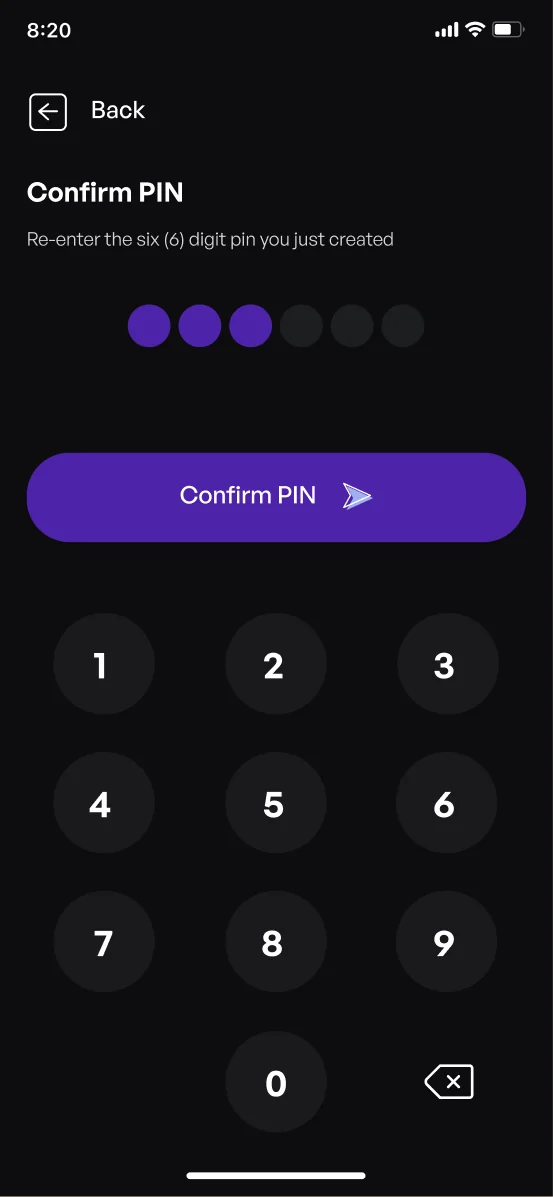 8:20
Back
Confirm PIN
Re-enter the six (6) digit pin you just created
Confirm PIN
1 2 3
4 5 6
7 8 9
0